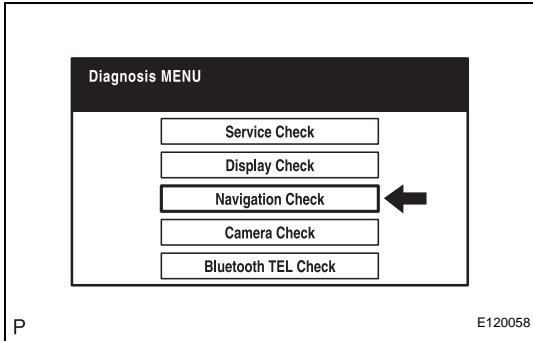 Diagnosis MENU
Service Check
Display Check
Navigation Check
Camera Check
Bluetooth TEL Check
P
E120058